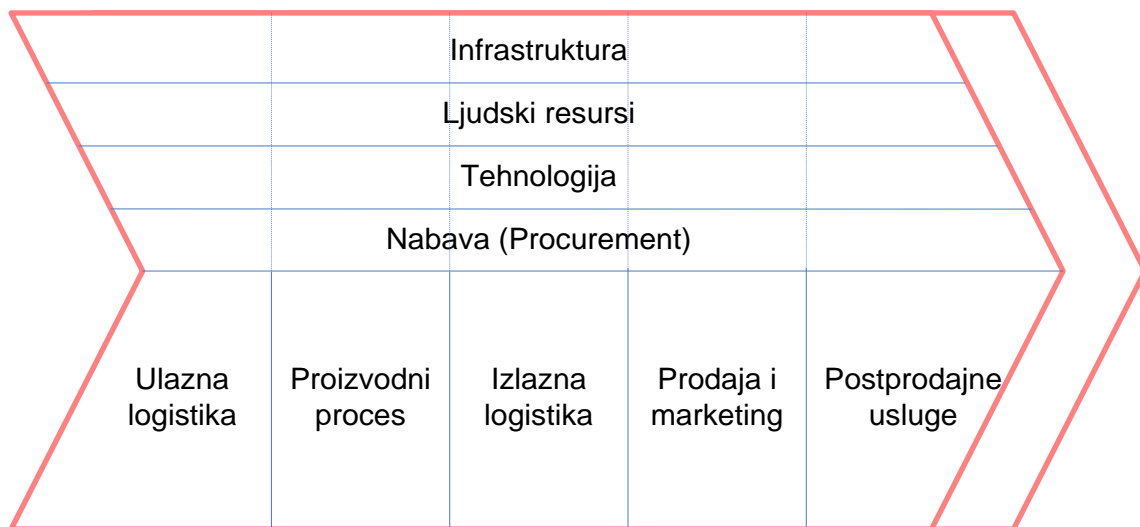 Infrastruktura
Ljudski resursi
Tehnologija
Nabava (Procurement)
Ulazna
logistika
Proizvodni
proces
Izlazna
logistika
Prodaja i
marketing
Postprodajne
usluge